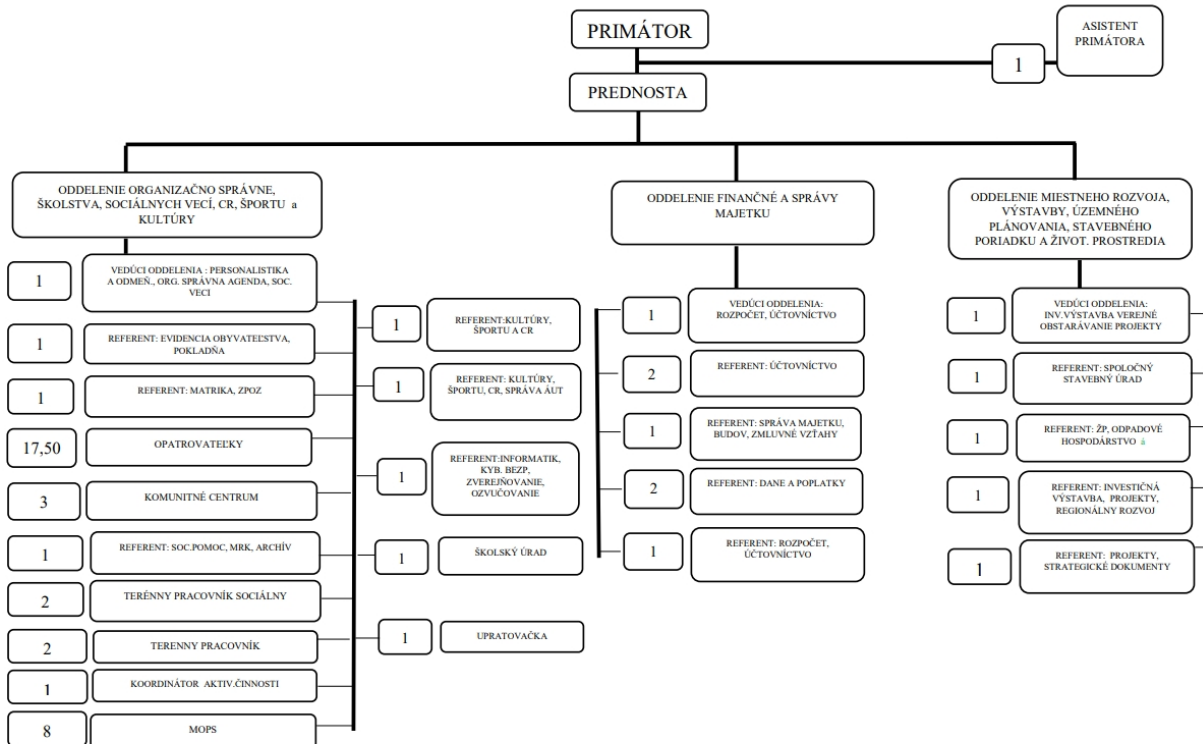 PRIMÁTOR
ASISTENT
PRIMÁTORA
1
PREDNOSTA
ODDELENIE ORGANIZAČNO SPRÁVNE,
ŠKOLSTVA, SOCIÁLNYCH VECÍ, CR, ŠPORTU a
KULTÚRY
1
VEDÚCI ODDELENIA : PERSONALISTIKA
A ODMEŇ., ORG. SPRÁVNA AGENDA, SOC.
VECI
1
REFERENT: EVIDENCIA OBYVATEĽSTVA,
POKLADŇA
1
REFERENT: MATRIKA, ZPOZ
17,50
OPATROVATEĽKY
3
KOMUNITNÉ CENTRUM
1
REFERENT: SOC.POMOC, MRK, ARCHÍV
2
TERÉNNY PRACOVNÍK SOCIÁLNY
2
TERENNY PRACOVNÍK
1
KOORDINÁTOR AKTIV.ČINNOSTI
8
MOPS
1
REFERENT:KULTÚRY,
ŠPORTU A CR
1
REFERENT: KULTÚRY,
ŠPORTU, CR, SPRÁVA ÁUT
1
REFERENT:INFORMATIK,
KYB. BEZP,
ZVEREJŇOVANIE,
OZVUČOVANIE
1
ŠKOLSKÝ ÚRAD
1
UPRATOVAČKA
ODDELENIE FINANČNÉ A SPRÁVY
MAJETKU
1
VEDÚCI ODDELENIA:
ROZPOČET, ÚČTOVNÍCTVO
2
REFERENT: ÚČTOVNÍCTVO
1
REFERENT: SPRÁVA MAJETKU,
BUDOV, ZMLUVNÉ VZŤAHY
2
REFERENT: DANE A POPLATKY
1
REFERENT: ROZPOČET,
ÚČTOVNÍCTVO
ODDELENIE MIESTNEHO ROZVOJA,
VÝSTAVBY, ÚZEMNÉHO
PLÁNOVANIA, STAVEBNÉHO
PORIADKU A ŽIVOT. PROSTREDIA
1
VEDÚCI ODDELENIA:
INV.VÝSTAVBA VEREJNÉ
OBSTARÁVANIE PROJEKTY
1
REFERENT: SPOLOČNÝ
STAVEBNÝ ÚRAD
1
REFERENT: ŽP, ODPADOVÉ
HOSPODÁRSTVO á
1
REFERENT: INVESTIČNÁ
VÝSTAVBA, PROJEKTY,
REGIONÁLNY ROZVOJ
1
REFERENT: PROJEKTY,
STRATEGICKÉ DOKUMENTY